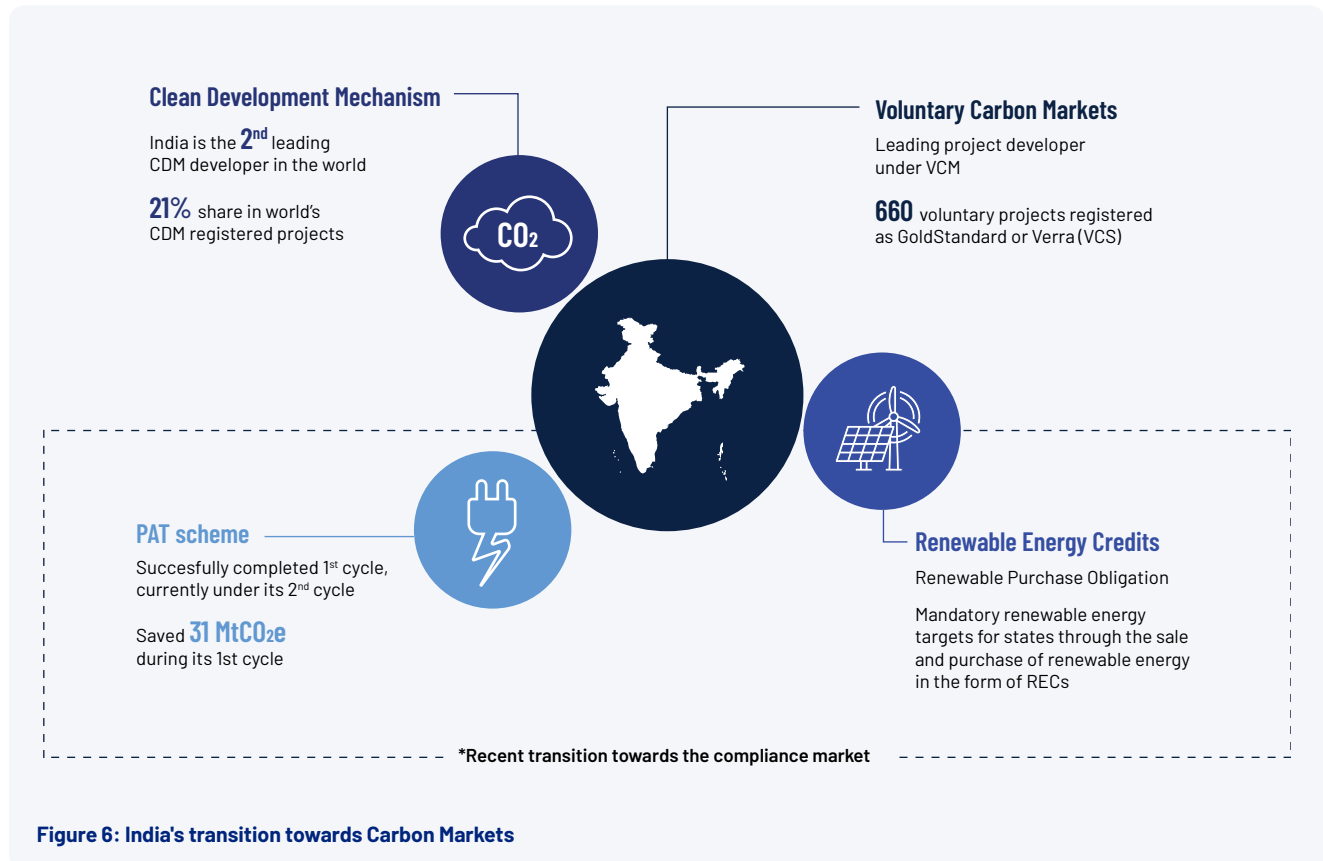 Clean Development Mechanism
India is the 2nd leading
CDM developer in the world
21% share in world's
CDM registered projects
CO2
Voluntary Carbon Markets
Leading project developer
under VCM
660 voluntary projects registered
as GoldStandard or Verra (VCS)
PAT scheme
Succesfully completed 1st cycle,
currently under its 2nd cycle
Saved 31 MtCO2e
during its 1st cycle
Renewable Energy Credits
Renewable Purchase Obligation
Mandatory renewable energy
targets for states through the sale
and purchase of renewable energy
in the form of RECs
*Recent transition towards the compliance market
Figure 6: India's transition towards Carbon Markets